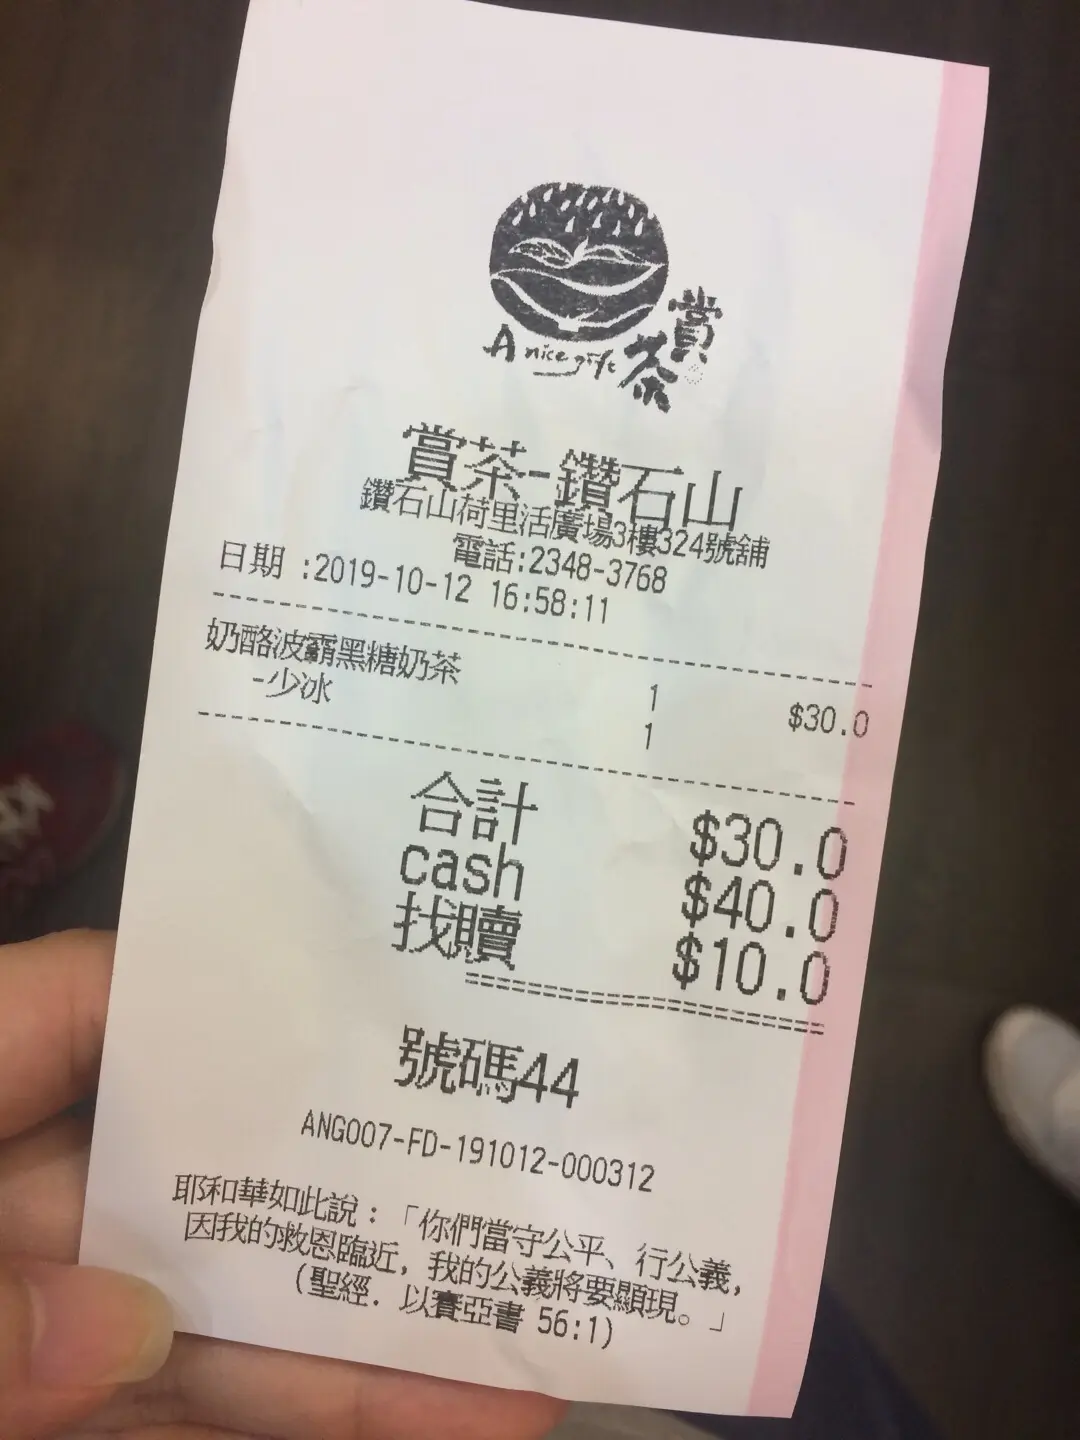 A nice gift
賞茶
賞茶-鑽石山
鑽石山荷里活廣場3樓324號舖
電話:2348-3768
日期 :2019-10-12 16:58:11
奶酪波霸黑糖奶茶 1 $30.0
-少冰 1
合計 $30.0
cash $40.0
找贖 $10.0
號碼44
ANG007-FD-191012-000312
耶和華如此說:「你們當守公平、行公義,
因我的救恩臨近,我的公義將要顯現。」
(聖經. 以賽亞書 56:1)